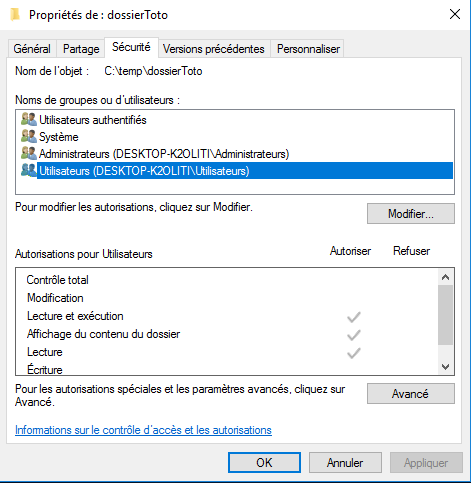 Propriétés de : dossierToto
Général Partage Sécurité Versions précédentes Personnaliser
Nom de l'objet : C:\temp\dossierToto
Noms de groupes ou d'utilisateurs :
Utilisateurs authentifiés
Système
Administrateurs (DESKTOP-K2OLITI\Administrateurs)
Utilisateurs (DESKTOP-K2OLITI\Utilisateurs)
Pour modifier les autorisations, cliquez sur Modifier.
Modifier...
Autorisations pour Utilisateurs Autoriser Refuser
Contrôle total
Modification
Lecture et exécution
Affichage du contenu du dossier
Lecture
Écriture
Pour les autorisations spéciales et les paramètres avancés, cliquez sur
Avancé.
Avancé
Informations sur le contrôle d'accès et les autorisations
OK Annuler Appliquer